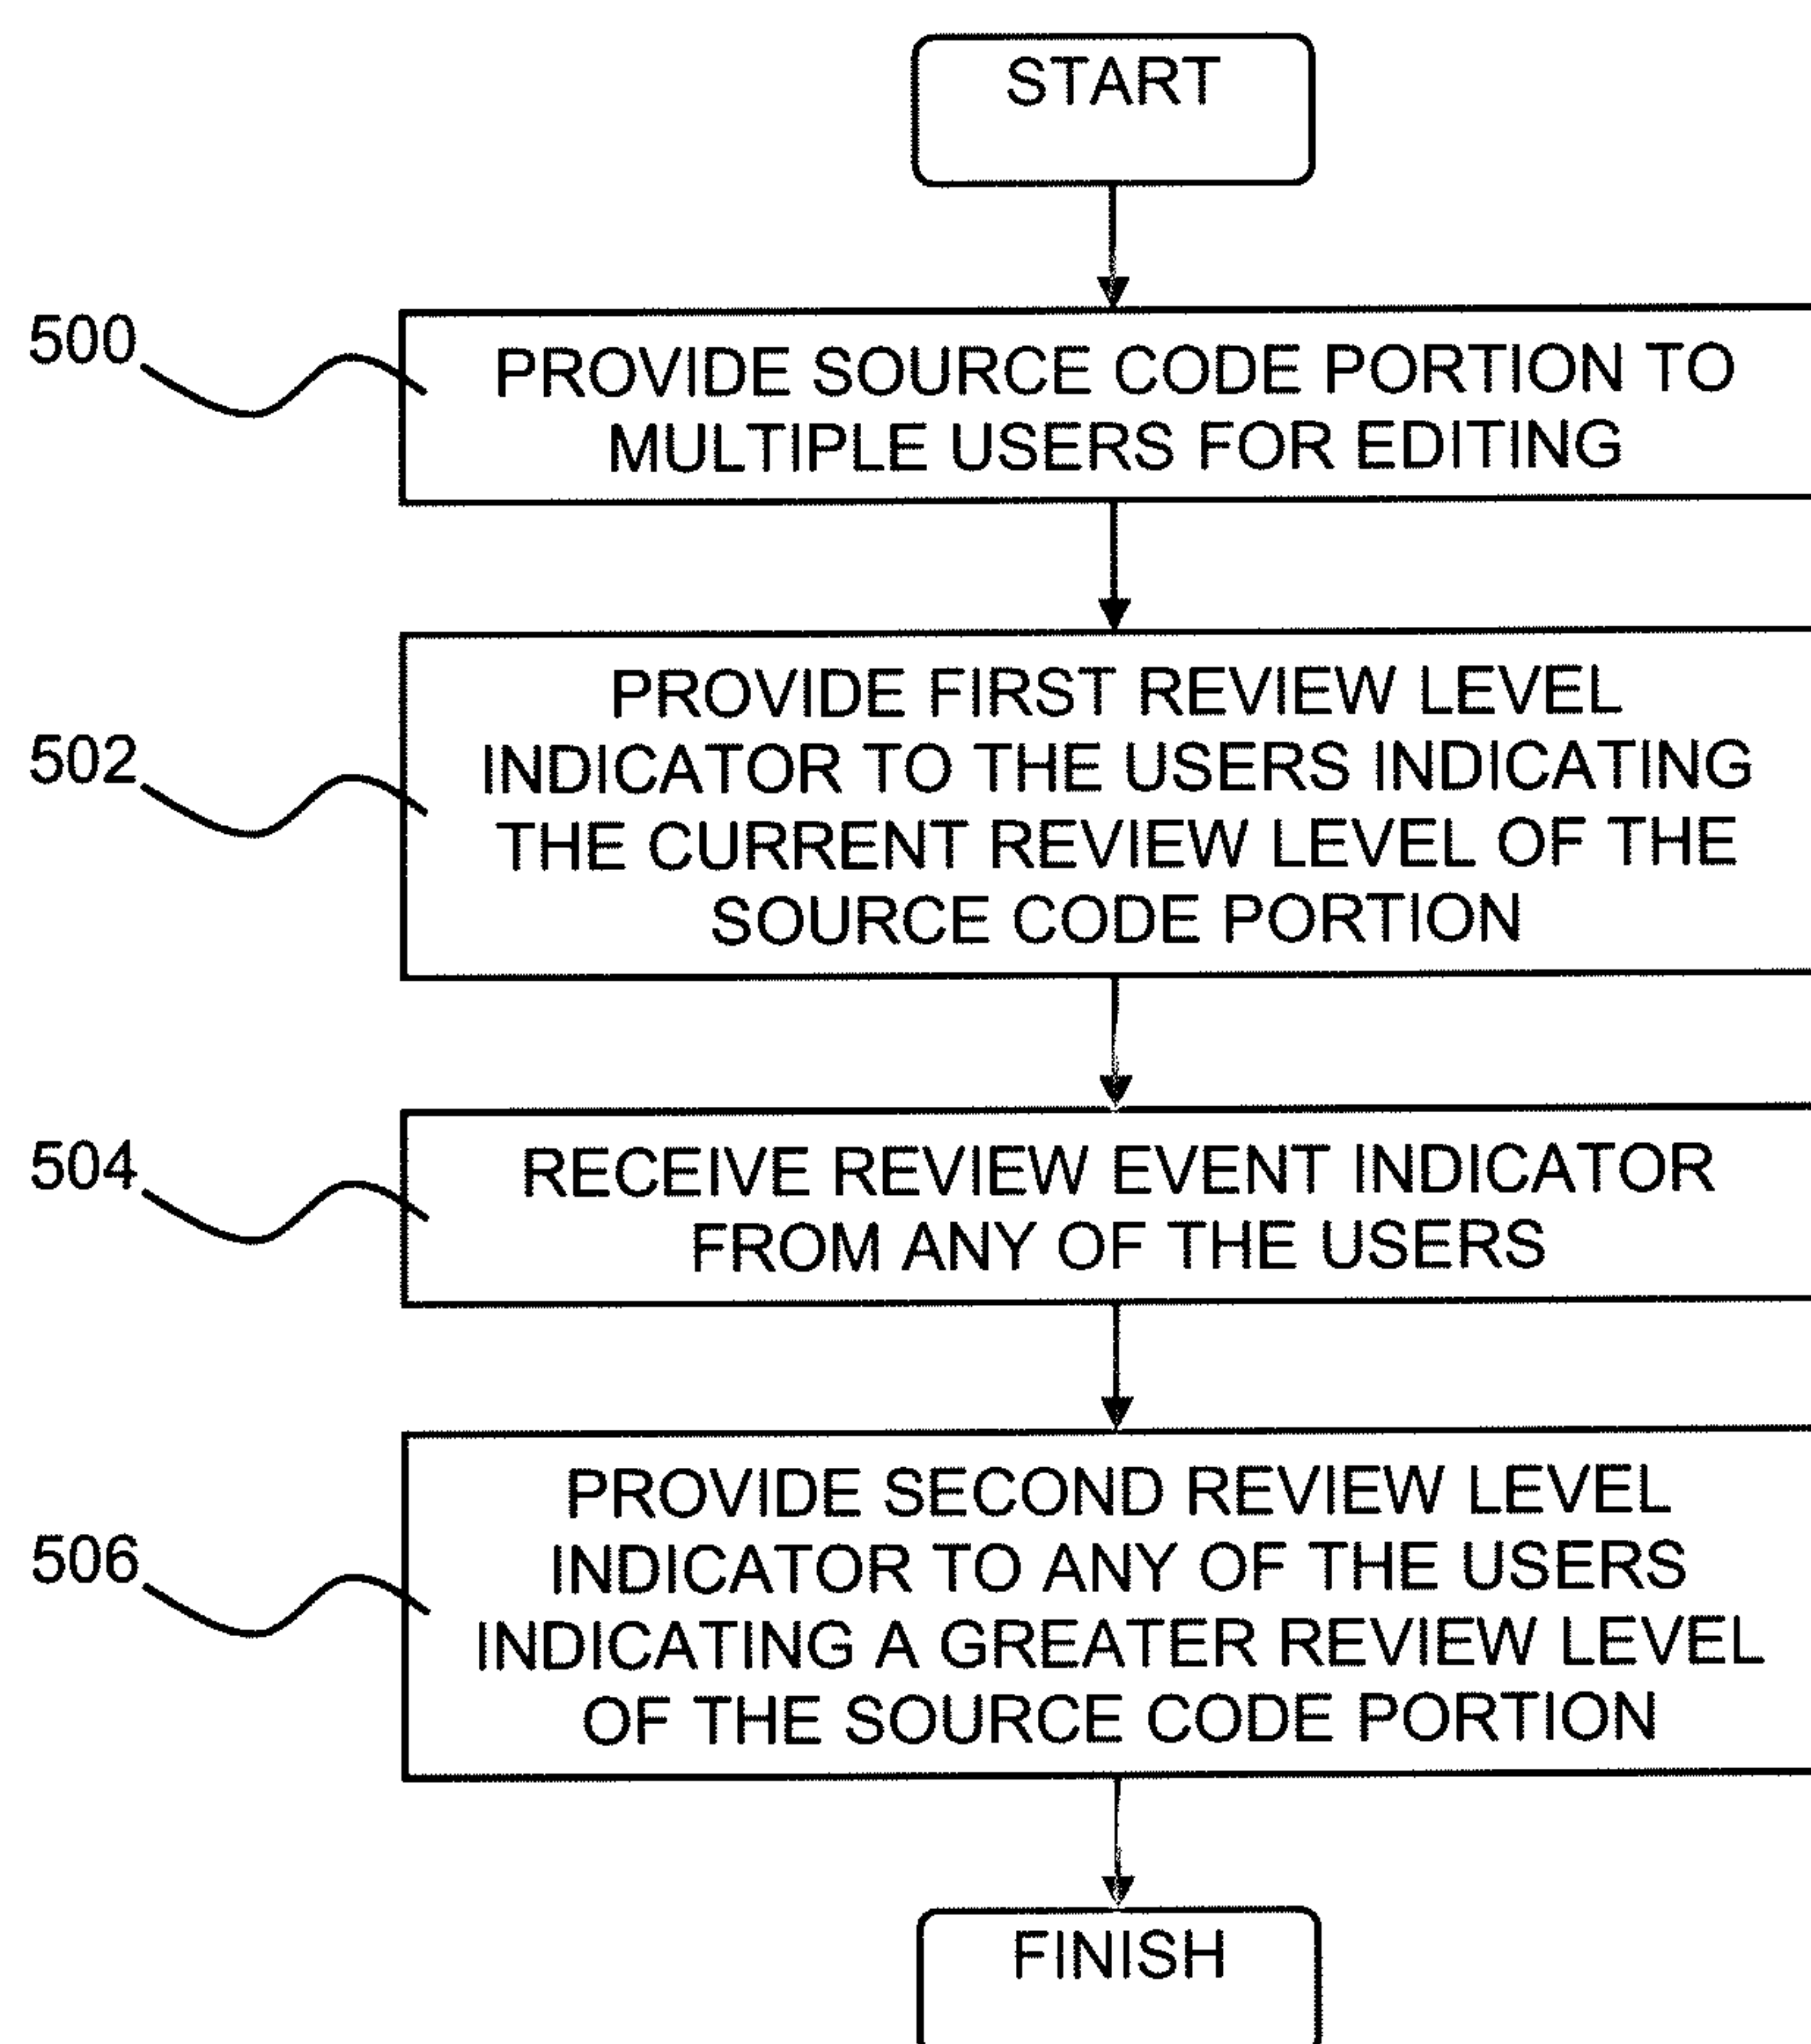 START
500
PROVIDE SOURCE CODE PORTION TO
MULTIPLE USERS FOR EDITING
502
PROVIDE FIRST REVIEW LEVEL
INDICATOR TO THE USERS INDICATING
THE CURRENT REVIEW LEVEL OF THE
SOURCE CODE PORTION
504
RECEIVE REVIEW EVENT INDICATOR
FROM ANY OF THE USERS
506
PROVIDE SECOND REVIEW LEVEL
INDICATOR TO ANY OF THE USERS
INDICATING A GREATER REVIEW LEVEL
OF THE SOURCE CODE PORTION
FINISH